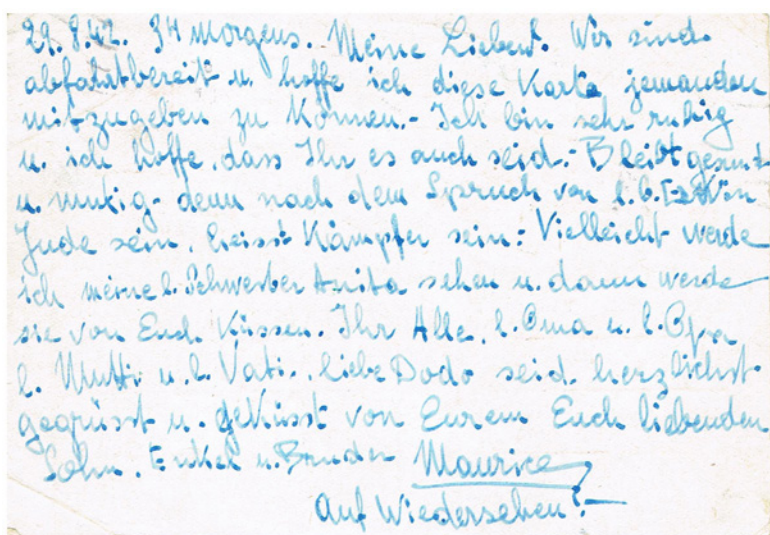 29.8.42. 3H morgens. Meine Lieben!. Wir sind
abfahrtbereit u. hoffe ich diese Karte jemanden
mitzugeben zu können.- Ich bin sehr ruhig
u. ich hoffe, dass Ihr es auch seid.- Bleibt gesund
u. mutig- denn nach dem Spruch von
Jude sein, heisst Kämpfer sein: Vielleicht werde
ich meine l. Schwester Anita sehen u. dann werde
sie von Euch küssen. Ihr Alle, l. Oma u. l. Opa
l. Mutti u. l. Vati., liebe Dodo seid herzlichst
gegrüsst u. geküsst von Eurem Euch liebenden
Sohn, Enkel u. Bruder Maurice
Auf Wiedersehen!-